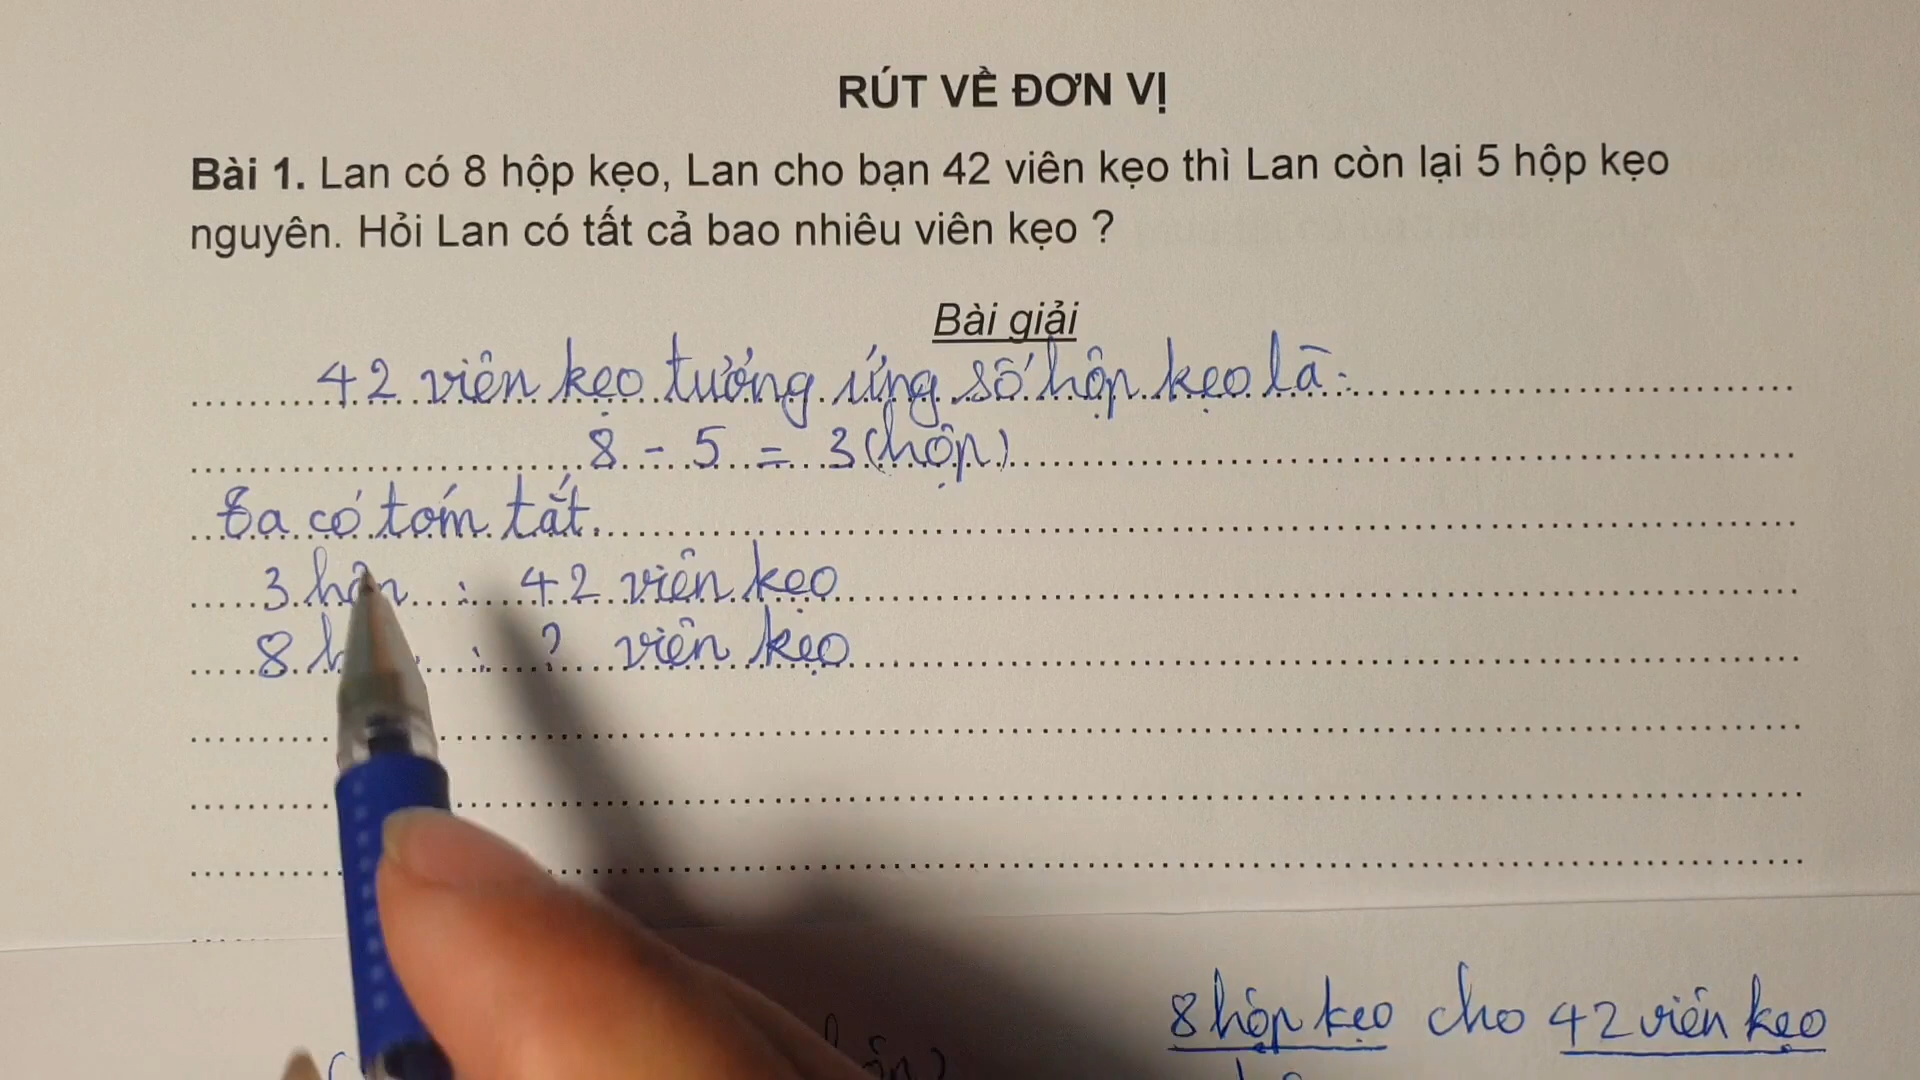 RÚT VỀ ĐƠN VỊ
Bài 1. Lan có 8 hộp kẹo, Lan cho bạn 42 viên kẹo thì Lan còn lại 5 hộp kẹo
nguyên. Hỏi Lan có tất cả bao nhiêu viên kẹo ?
Bài giải
42 viên kẹo tương ứng số hộp kẹo là:
8 - 5 = 3 (hộp)
Ta có tóm tắt
3 hộp : 42 viên kẹo
8 : ? viên kẹo
8 hộp kẹo cho 42 viên kẹo